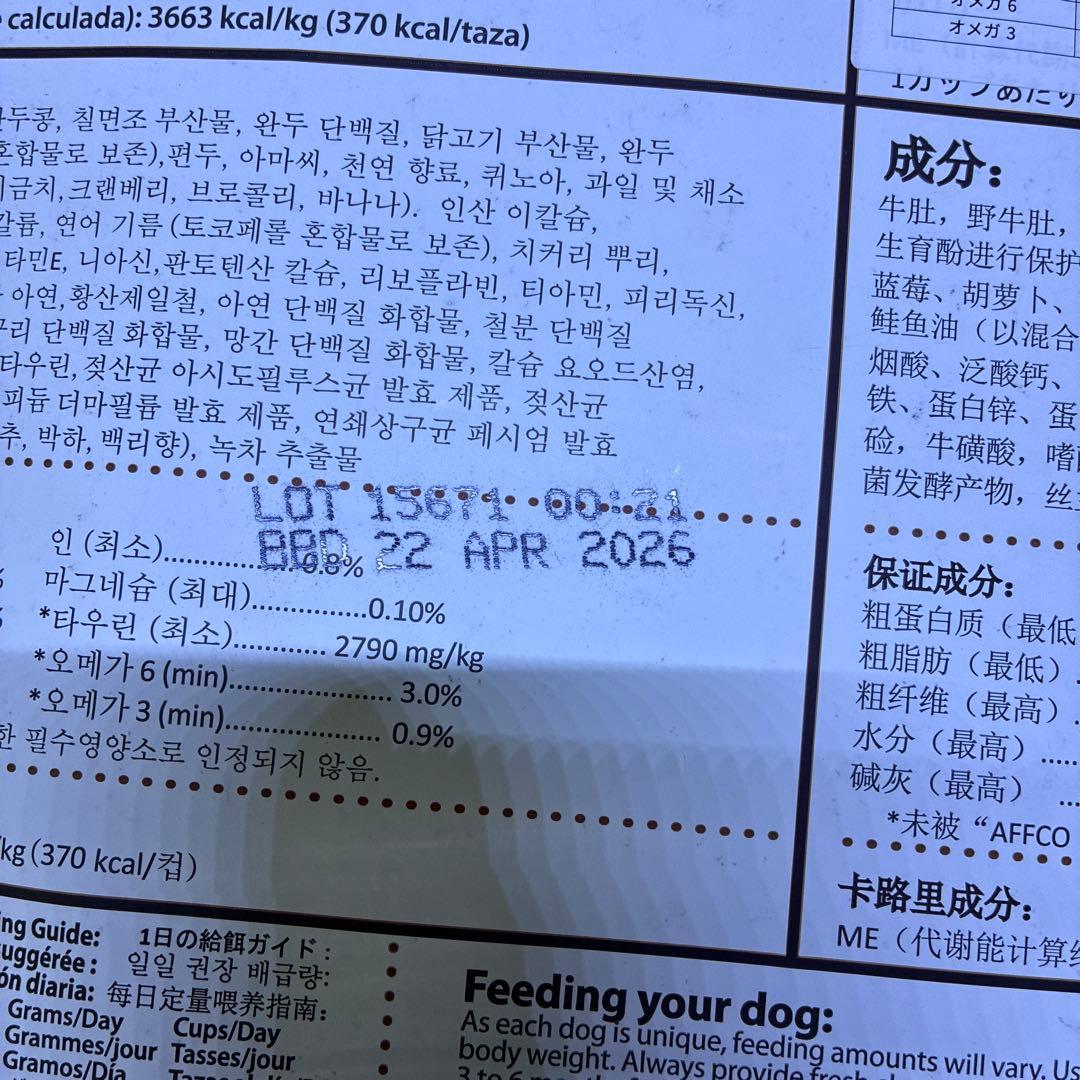 calculada): 3663 kcal/kg (370 kcal/taza)
オメガ 6
オメガ 3
1カップあたり
완두콩, 칠면조 부산물, 완두 단백질, 닭고기 부산물, 완두
혼합물로 보존),편두, 아마씨, 천연 향료, 퀴노아, 과일 및 채소
시금치,크랜베리, 브로콜리, 바나나). 인산 이칼슘,
칼륨, 연어 기름(토코페롤 혼합물로 보존), 치커리 뿌리,
타민E, 니아신,판토텐산 칼슘, 리보플라빈, 티아민, 피리독신,
아연,황산제일철, 아연 단백질 화합물, 철분 단백질
구리 단백질 화합물, 망간 단백질 화합물, 칼슘 요오드산염,
타우린, 젖산균 아시도필루스균 발효 제품, 젖산균
피듐 더마필륨 발효 제품, 연쇄상구균 페시엄 발효
추, 박하, 백리향), 녹차 추출물
LOT 15671 00:21
BBD 22 APR 2026
인 (최소)..................0.8%
마그네슘 (최대)...............0.10%
*타우린 (최소)............ 2790 mg/kg
*오메가 6 (min)..................... 3.0%
*오메가 3 (min).................... 0.9%
한 필수영양소로 인정되지 않음.
kg (370 kcal/컵)
成分：
牛肚，野牛肚，
生育酚进行保护
蓝莓、胡萝卜、
鲑鱼油（以混合
烟酸、泛酸钙、
铁、蛋白锌、蛋
硷，牛磺酸，嗜
菌发酵产物，丝
保证成分：
粗蛋白质（最低
粗脂肪（最低）.
粗纤维（最高）.
水分（最高）.....
碱灰（最高） ...
*未被“AFFCO
卡路里成分：
ME（代谢能计算
ing Guide:
uggérée :
ón diaria:
1日の給餌ガイド：
일일 권장 배급량:
每日定量喂养指南：
Grams/Day Cups/Day
Grammes/jour Tasses/jour
Gramos/Día
Feeding your dog:
As each dog is unique, feeding amounts will vary. Us
body weight. Always provide fresh